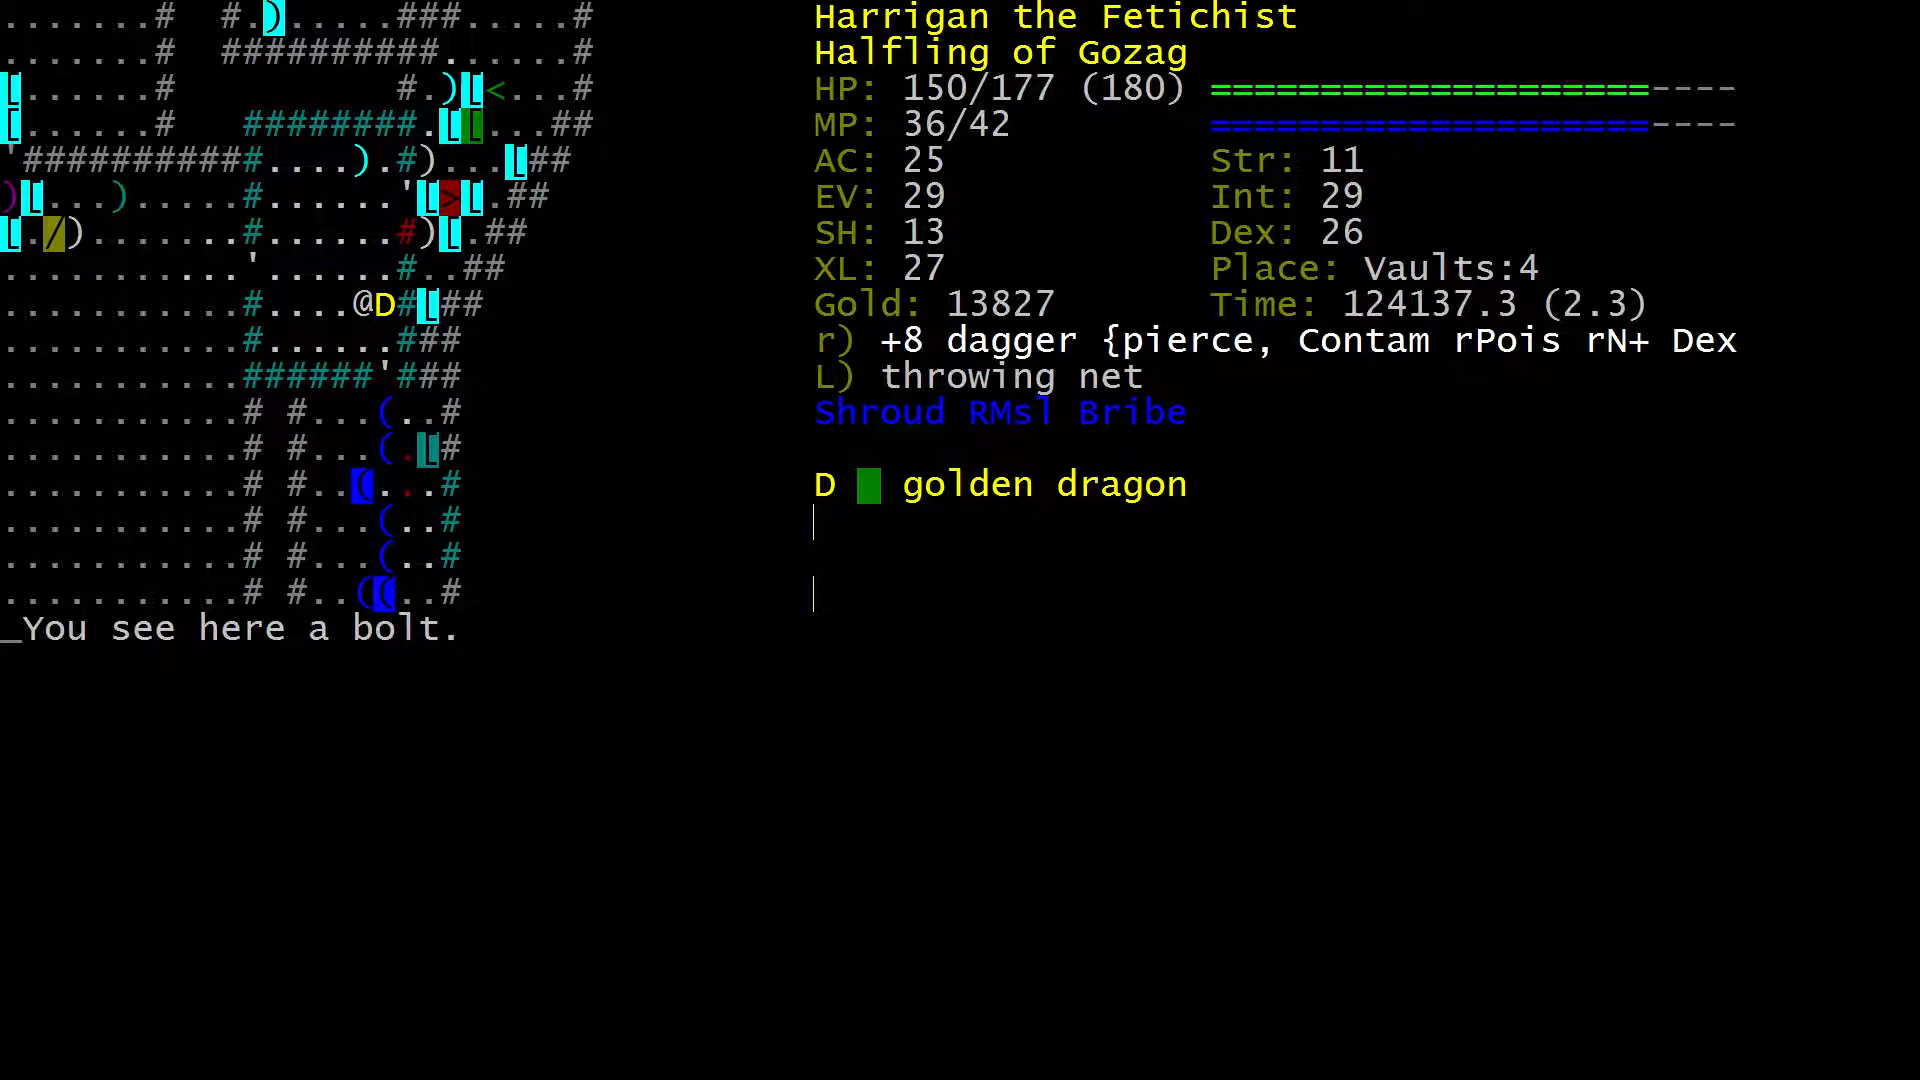 .......#  #.).....###.....#  Harrigan the Fetichist
.......#  ##########......#  Halfling of Gozag
[......#          #.)[<...#  HP: 150/177 (180) ====================----
[......#   ########.[[...##  MP: 36/42         ====================----
'###########....).#)...[##  AC: 25  Str: 11
)[...).....#......'[>[.##  EV: 29  Int: 29
[./).......#......#)[.##  SH: 13  Dex: 26
...........'......#..##  XL: 27  Place: Vaults:4
...........#....@D#[##  Gold: 13827  Time: 124137.3 (2.3)
...........#......###  r) +8 dagger {pierce, Contam rPois rN+ Dex
...........######'###  L) throwing net
...........# #...(..#  Shroud RMsl Bribe
...........# #...(.[#
...........# #..(...#  D golden dragon
...........# #...(..#
...........# #...(..#
...........# #..((..#
_You see here a bolt.